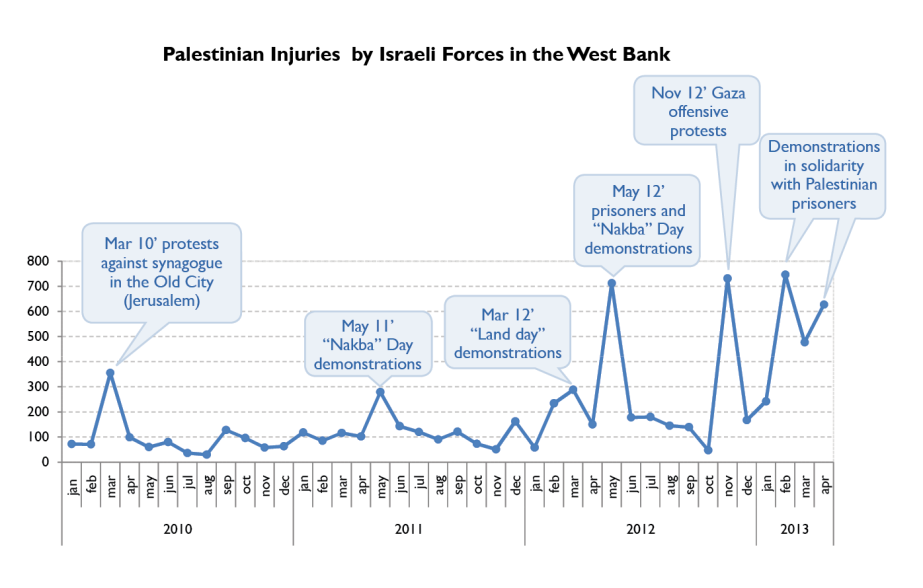 Palestinian Injuries by Israeli Forces in the West Bank
Nov 12’ Gaza
offensive
protests
Demonstrations
in solidarity
with Palestinian
prisoners
May 12’
prisoners and
“Nakba” Day
demonstrations
Mar 10’ protests
against synagogue
in the Old City
(Jerusalem)
Mar 12’
“Land day”
demonstrations
May 11’
“Nakba” Day
demonstrations
800
700
600
500
400
300
200
100
0
jan feb mar apr may jun jul aug sep oct nov dec jan feb mar apr may jun jul aug sep oct nov dec jan feb mar apr may jun jul aug sep oct nov dec jan feb mar apr
2010 2011 2012 2013